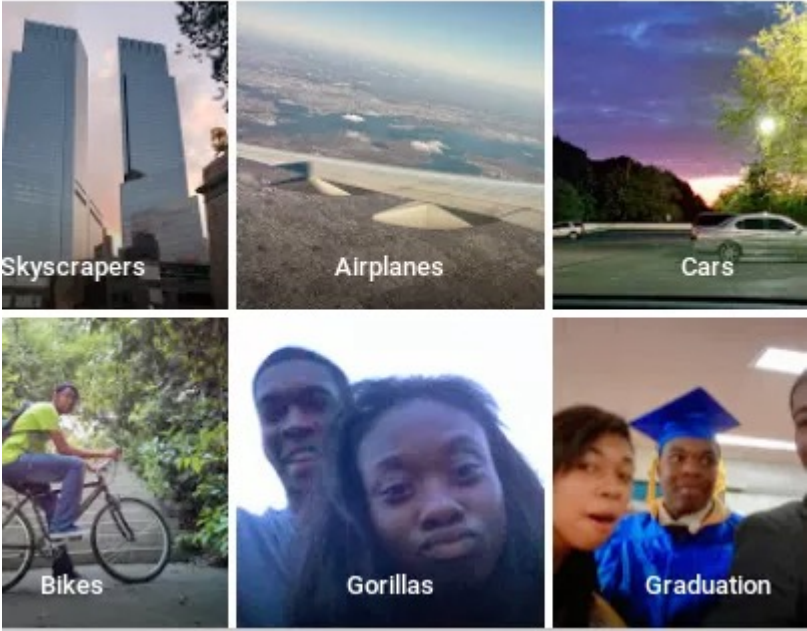 Skyscrapers
Airplanes
Cars
Bikes
Gorillas
Graduation